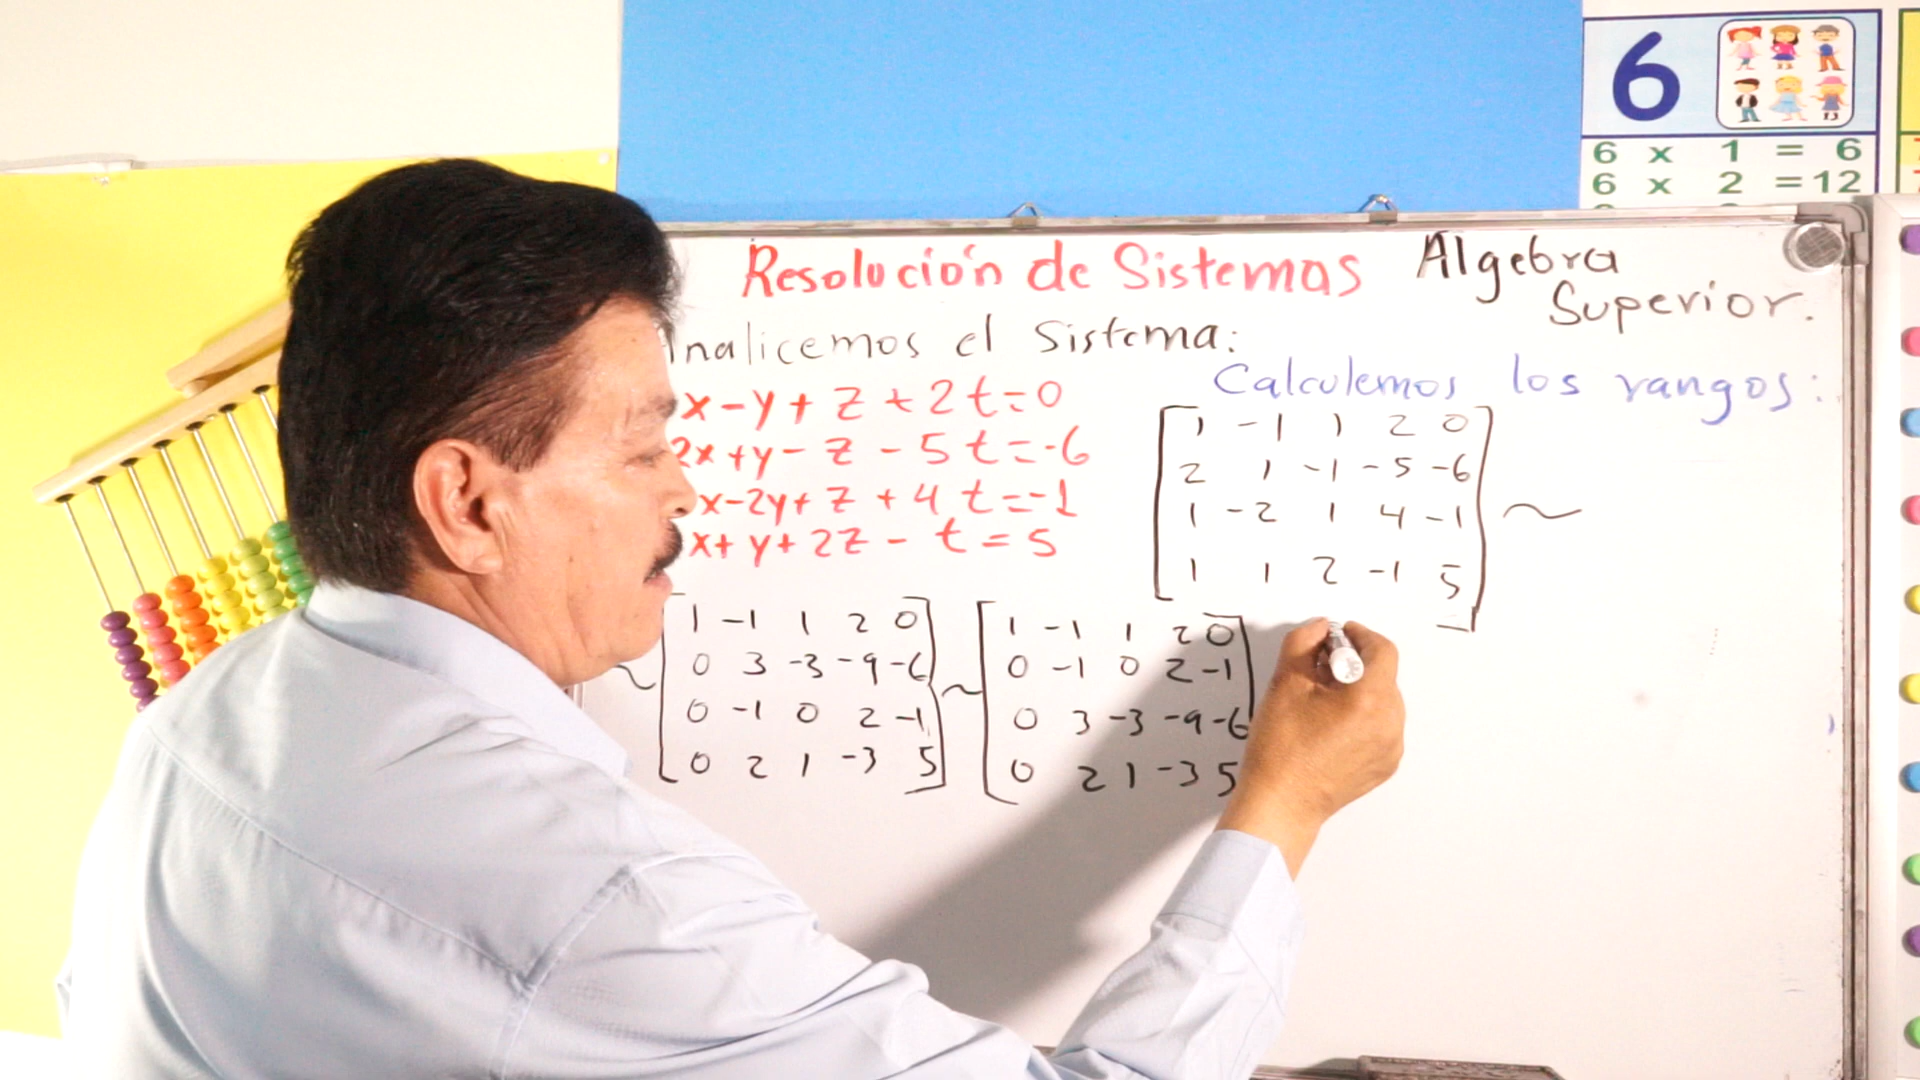 6
6 x 1 = 6
6 x 2 = 12
Resolución de Sistemas
Algebra
Superior.
nalicemos el Sistema:
x-y+z+2t=0
2x+y-z-5t=-6
x-2y+z+4t=-1
x+y+2z-t=5
Calculemos los rangos:
1 -1 1 2 0
2 1 -1 -5 -6
1 -2 1 4 -1 ~
1 1 2 -1 5
1 -1 1 2 0
0 3 -3 -9 -6
~ 0 -1 0 2 -1
0 2 1 -3 5
1 -1 1 2 0
~ 0 -1 0 2 -1
0 3 -3 -9 -6
0 2 1 -3 5